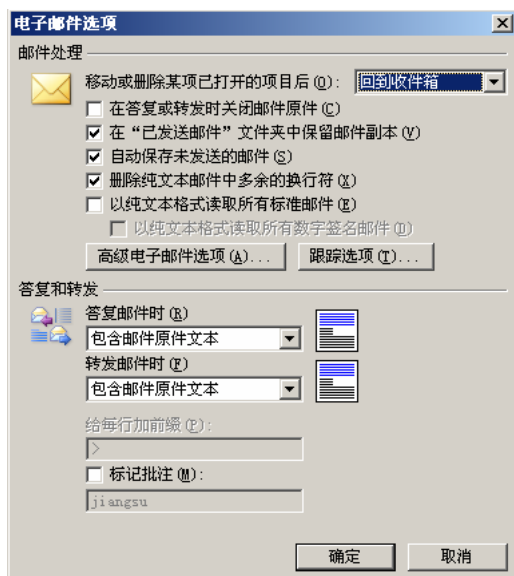 电子邮件选项
邮件处理
移动或删除某项已打开的项目后(O): 回到收件箱
在答复或转发时关闭邮件原件(C)
在“已发送邮件”文件夹中保留邮件副本(V)
自动保存未发送的邮件(S)
删除纯文本邮件中多余的换行符(X)
以纯文本格式读取所有标准邮件(E)
以纯文本格式读取所有数字签名邮件(D)
高级电子邮件选项(A)... 跟踪选项(T)...
答复和转发
答复邮件时(R)
包含邮件原件文本
转发邮件时(F)
包含邮件原件文本
给每行加前缀(P):
>
标记批注(M):
jiangsu
确定 取消